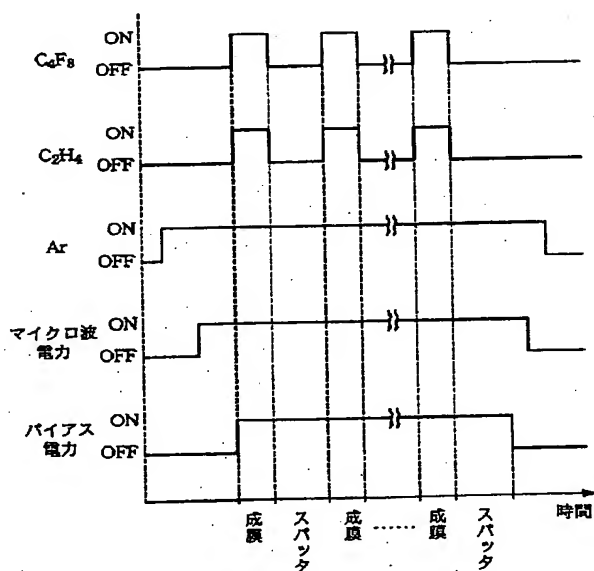 C₄F₈
ON
OFF
C₂H₄
ON
OFF
Ar
ON
OFF
マイクロ波
電力
ON
OFF
バイアス
電力
ON
OFF
時間
成膜
スパッタ
成膜
……
成膜
スパッタ